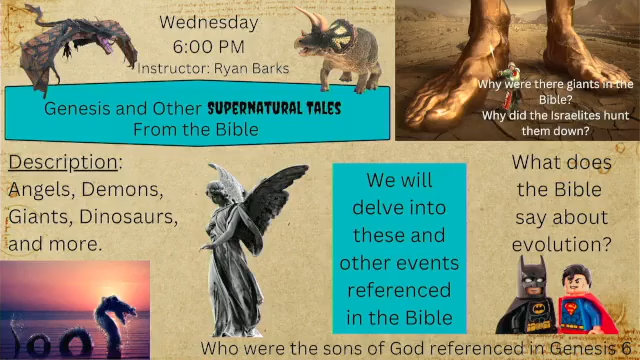 Wednesday
6:00 PM
Instructor: Ryan Barks
Genesis and Other SUPERNATURAL TALES
From the Bible
Why were there giants in the
Bible?
Why did the Israelites hunt
them down?
Description:
Angels, Demons,
Giants, Dinosaurs,
and more.
We will
delve into
these and
other events
referenced
in the Bible
What does
the Bible
say about
evolution?
Who were the sons of God referenced in Genesis 6